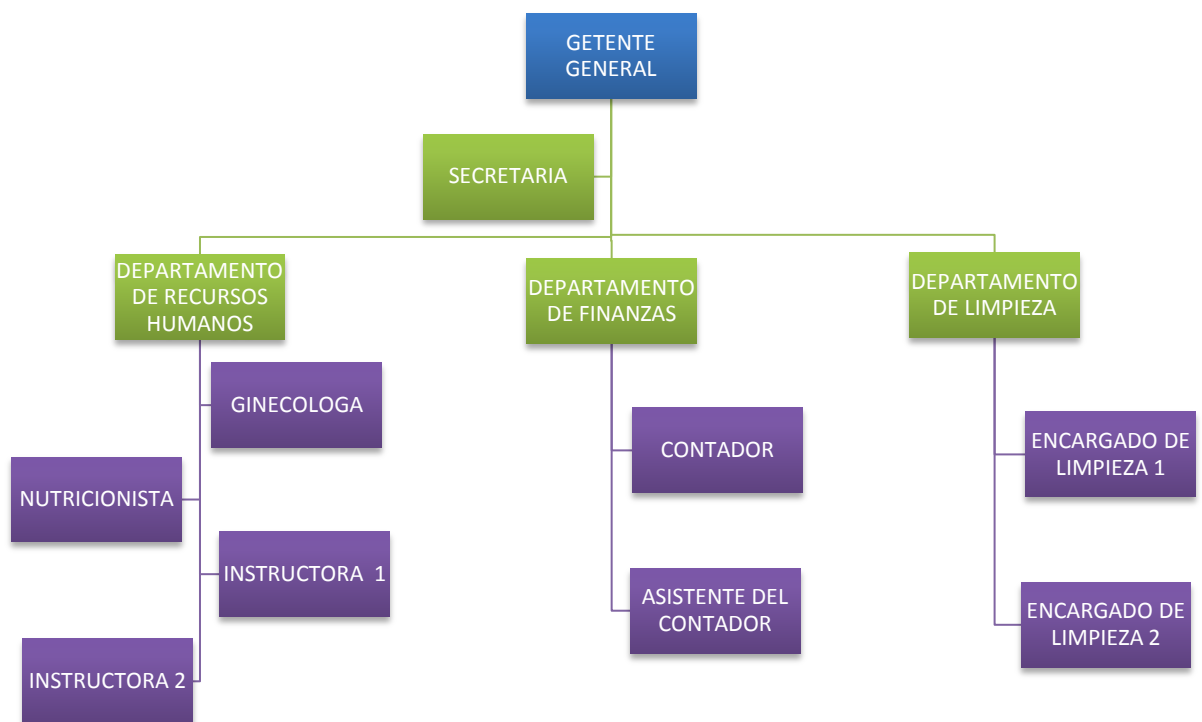 GETENTE
GENERAL
SECRETARIA
DEPARTAMENTO
DE RECURSOS
HUMANOS
DEPARTAMENTO
DE FINANZAS
DEPARTAMENTO
DE LIMPIEZA
GINECOLOGA
NUTRICIONISTA
INSTRUCTORA 1
INSTRUCTORA 2
CONTADOR
ASISTENTE DEL
CONTADOR
ENCARGADO DE
LIMPIEZA 1
ENCARGADO DE
LIMPIEZA 2